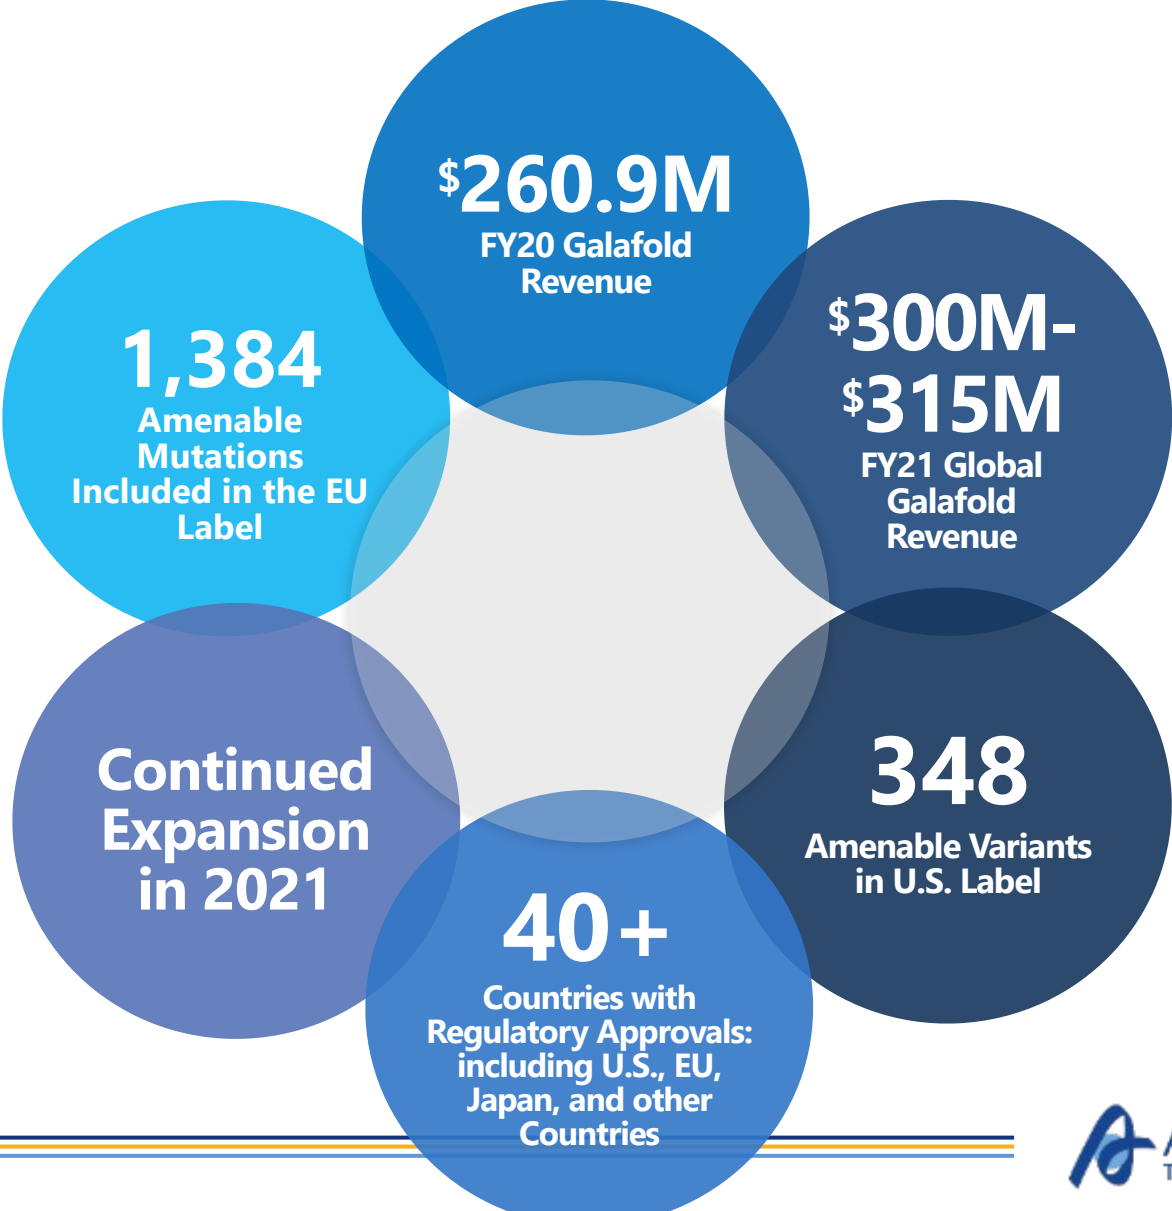 $260.9M
FY20 Galafold
Revenue
$300M-
$315M
FY21 Global
Galafold
Revenue
1,384
Amenable
Mutations
Included in the EU
Label
348
Amenable Variants
in U.S. Label
Continued
Expansion
in 2021
40+
Countries with
Regulatory Approvals:
including U.S., EU,
Japan, and other
Countries